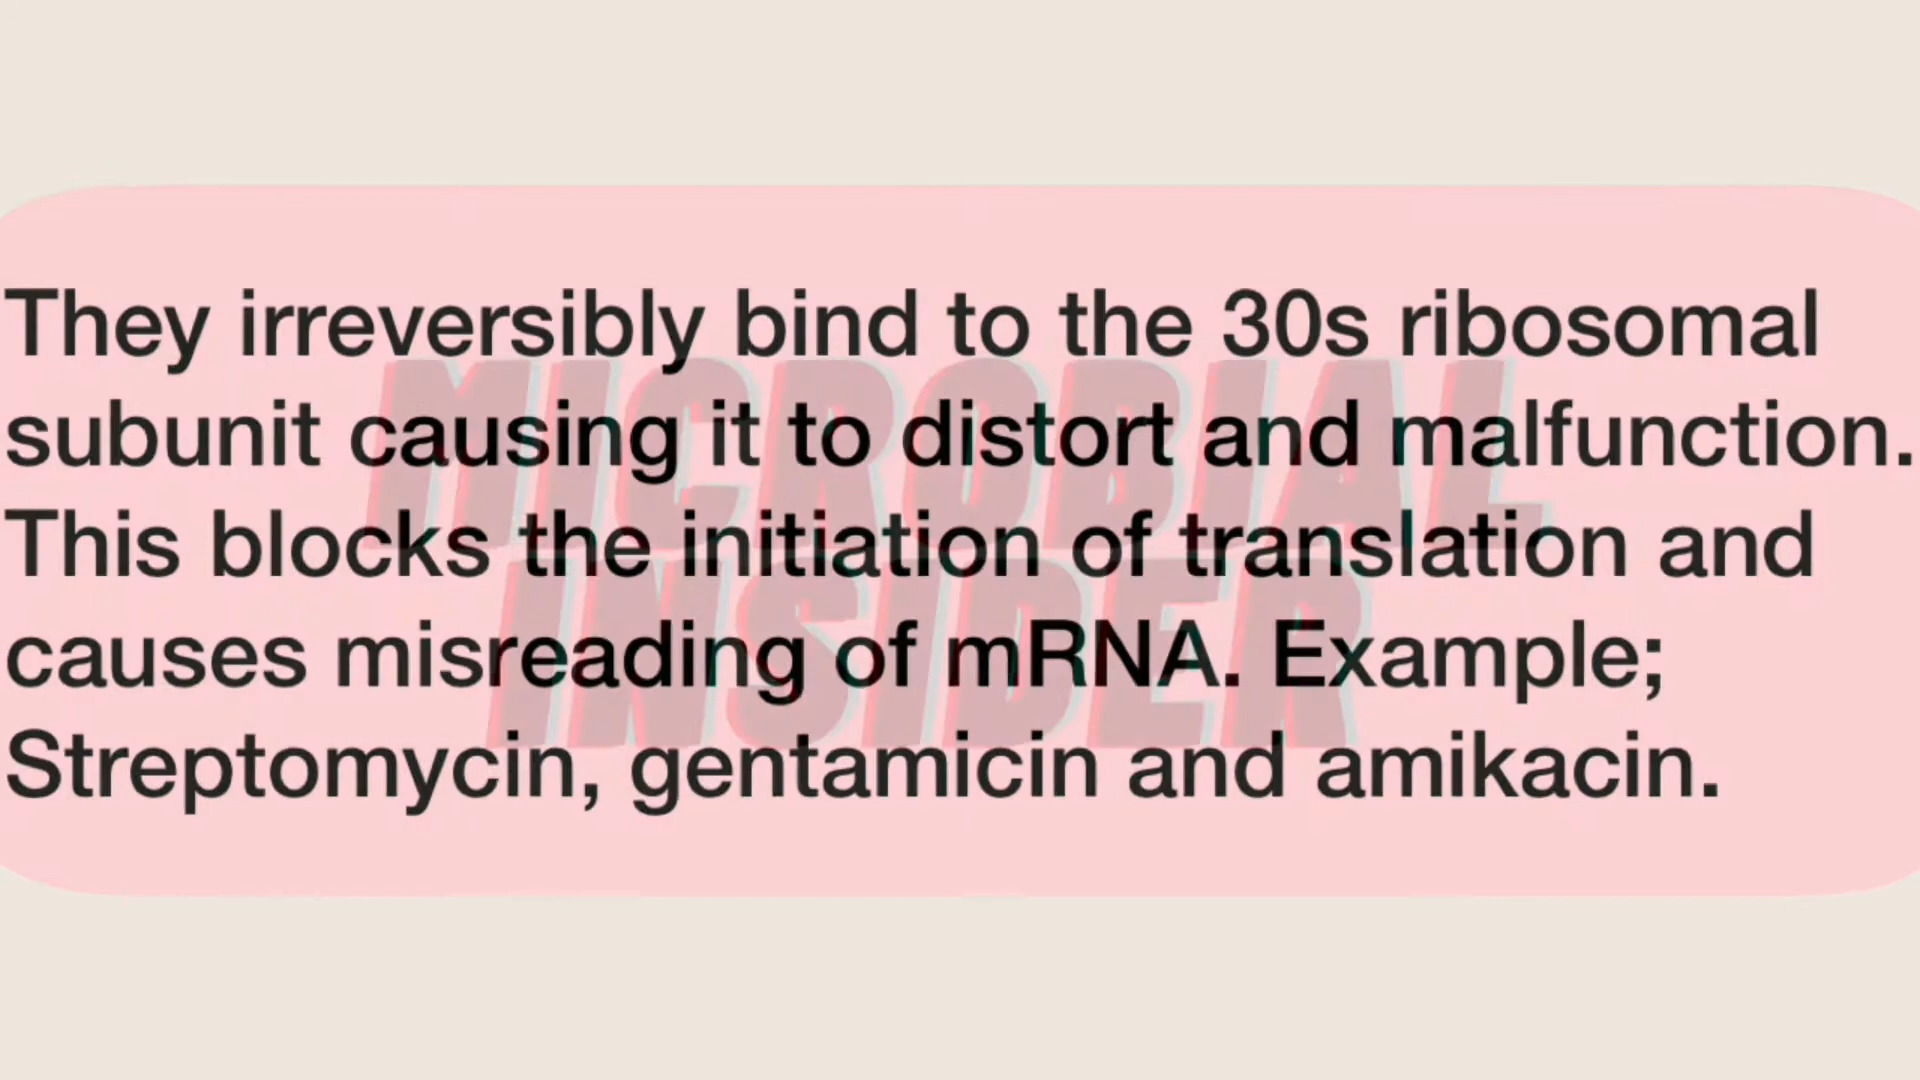 They irreversibly bind to the 30s ribosomal
subunit causing it to distort and malfunction.
This blocks the initiation of translation and
causes misreading of mRNA. Example;
Streptomycin, gentamicin and amikacin.
MICROBIAL
INSIDER